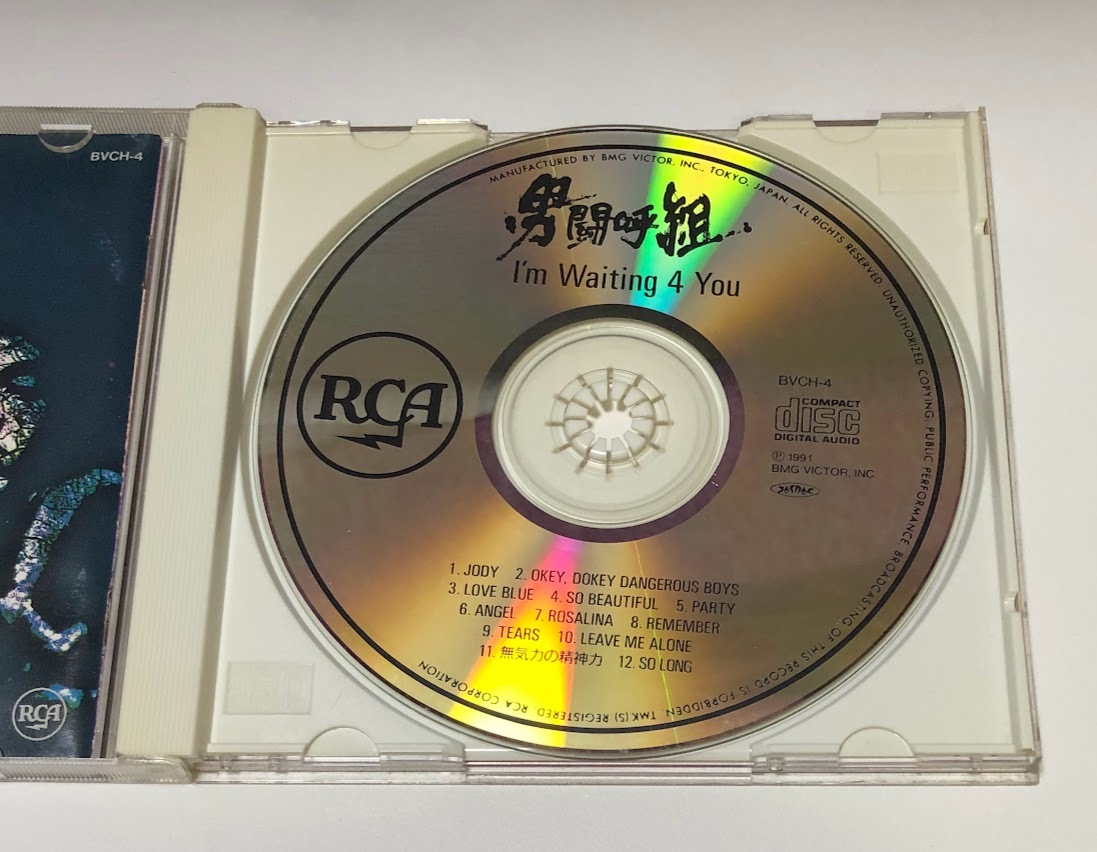 BVCH-4
RCA
MANUFACTURED BY BMG VICTOR, INC., TOKYO, JAPAN. ALL RIGHTS RESERVED. UNAUTHORIZED COPYING, PUBLIC PERFORMANCE, BROADCASTING, OF THIS RECORD IS FORBIDDEN. TMK(S) REGISTERED. RCA CORPORATION
男闘呼組
I'm Waiting 4 You
RCA
BVCH-4
COMPACT
disc
DIGITAL AUDIO
Ⓟ 1991
BMG VICTOR, INC
JASRAC
1. JODY 2. OKEY, DOKEY DANGEROUS BOYS
3. LOVE BLUE 4. SO BEAUTIFUL 5. PARTY
6. ANGEL 7. ROSALINA 8. REMEMBER
9. TEARS 10. LEAVE ME ALONE
11. 無気力の精神力 12. SO LONG